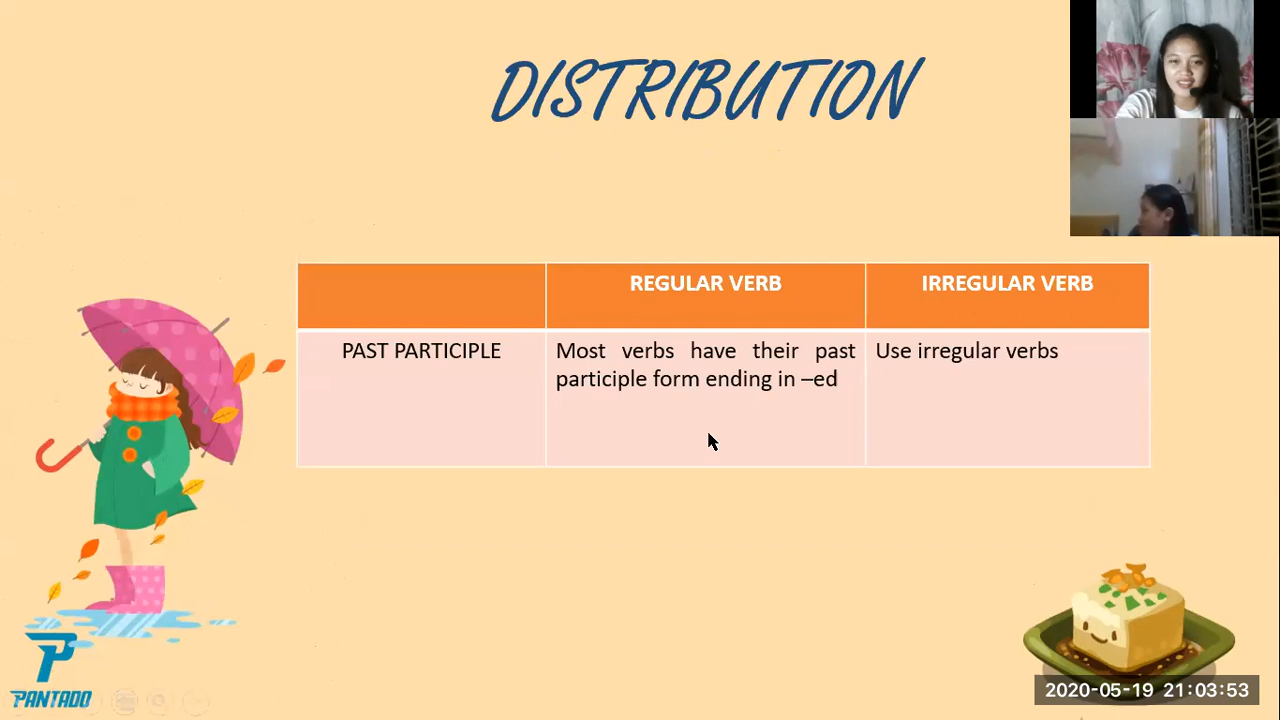 DISTRIBUTION
REGULAR VERB
IRREGULAR VERB
PAST PARTICIPLE
Most verbs have their past
participle form ending in –ed
Use irregular verbs
PANTADO
2020-05-19 21:03:53